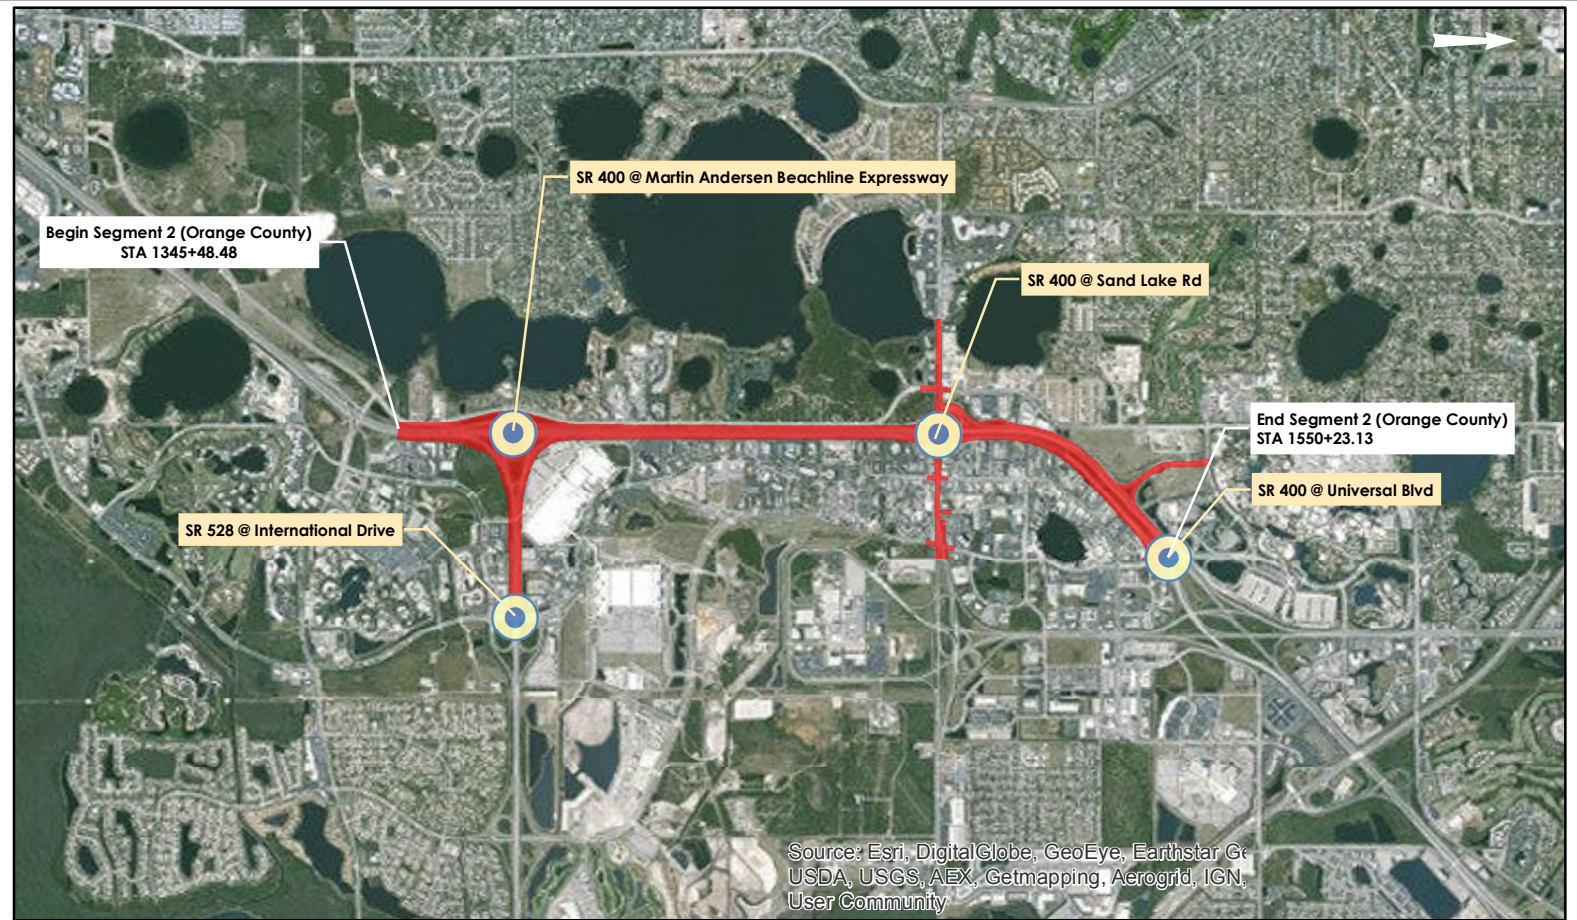 SR 400 @ Martin Andersen Beachline Expressway
Begin Segment 2 (Orange County)
STA 1345+48.48
SR 400 @ Sand Lake Rd
End Segment 2 (Orange County)
STA 1550+23.13
SR 400 @ Universal Blvd
SR 528 @ International Drive
Source: Esri, DigitalGlobe, GeoEye, Earthstar Ge
USDA, USGS, AEX, Getmapping, Aerogrid, IGN,
User Community